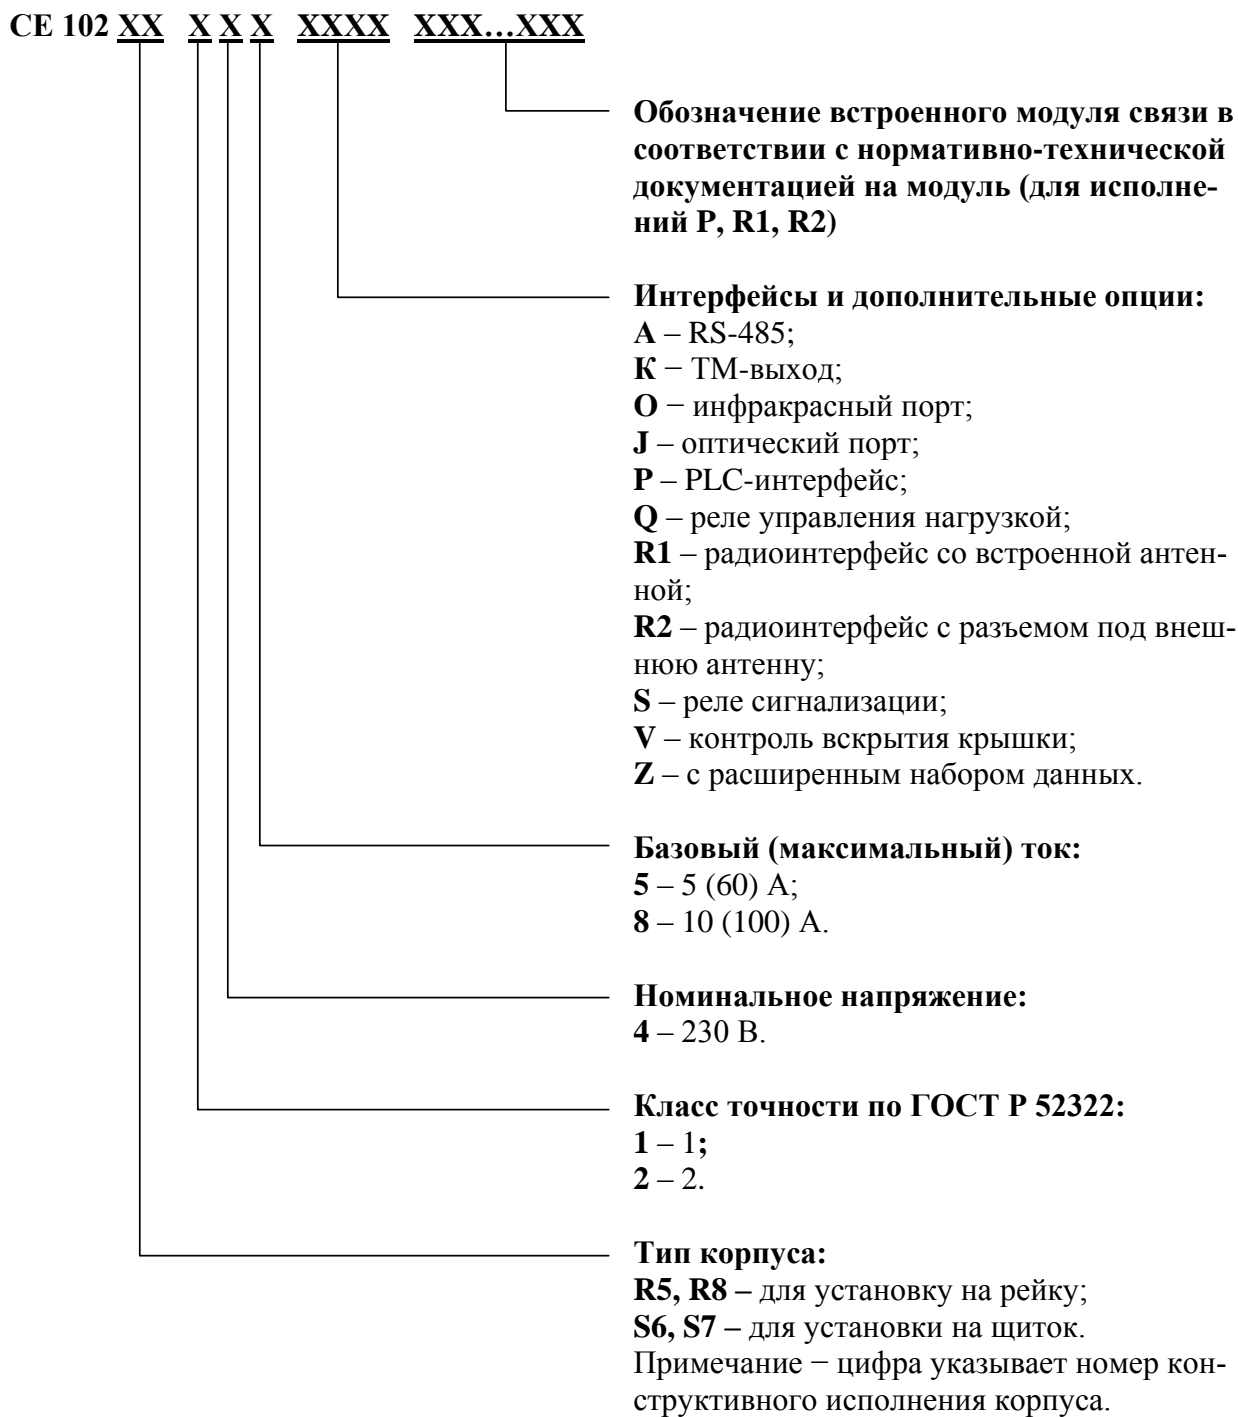 СЕ 102 XX X X X XXXX XXX…XXX
Обозначение встроенного модуля связи в
соответствии с нормативно-технической
документацией на модуль (для исполне-
ний P, R1, R2)
Интерфейсы и дополнительные опции:
A – RS-485;
К − ТМ-выход;
O − инфракрасный порт;
J – оптический порт;
P – PLC-интерфейс;
Q – реле управления нагрузкой;
R1 – радиоинтерфейс со встроенной антен-
ной;
R2 – радиоинтерфейс с разъемом под внеш-
нюю антенну;
S – реле сигнализации;
V – контроль вскрытия крышки;
Z – с расширенным набором данных.
Базовый (максимальный) ток:
5 – 5 (60) А;
8 – 10 (100) А.
Номинальное напряжение:
4 – 230 В.
Класс точности по ГОСТ Р 52322:
1 – 1;
2 – 2.
Тип корпуса:
R5, R8 – для установку на рейку;
S6, S7 – для установки на щиток.
Примечание − цифра указывает номер кон-
структивного исполнения корпуса.